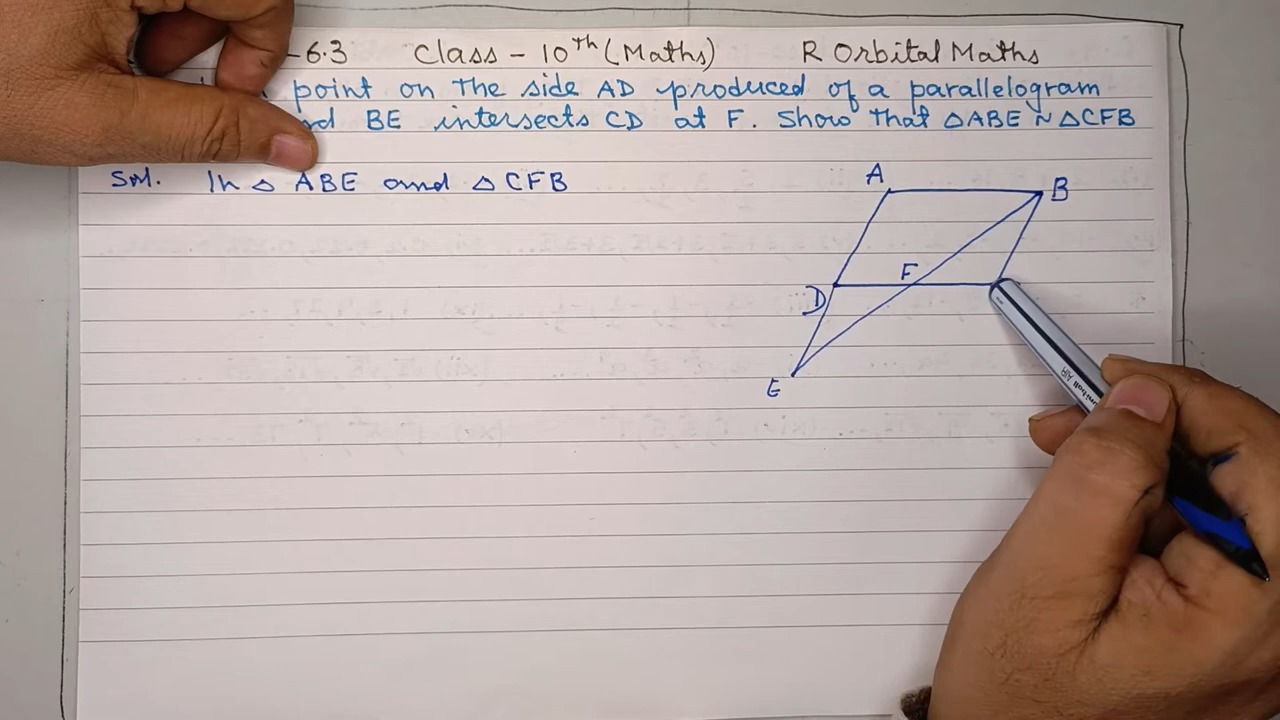 -6.3 Class - 10th (Maths) R Orbital Maths
point on the side AD produced of a parallelogram
BE intersects CD at F. Show that △ABE ~ △CFB
Sol. In △ ABE and △ CFB
A
B
F
D
E